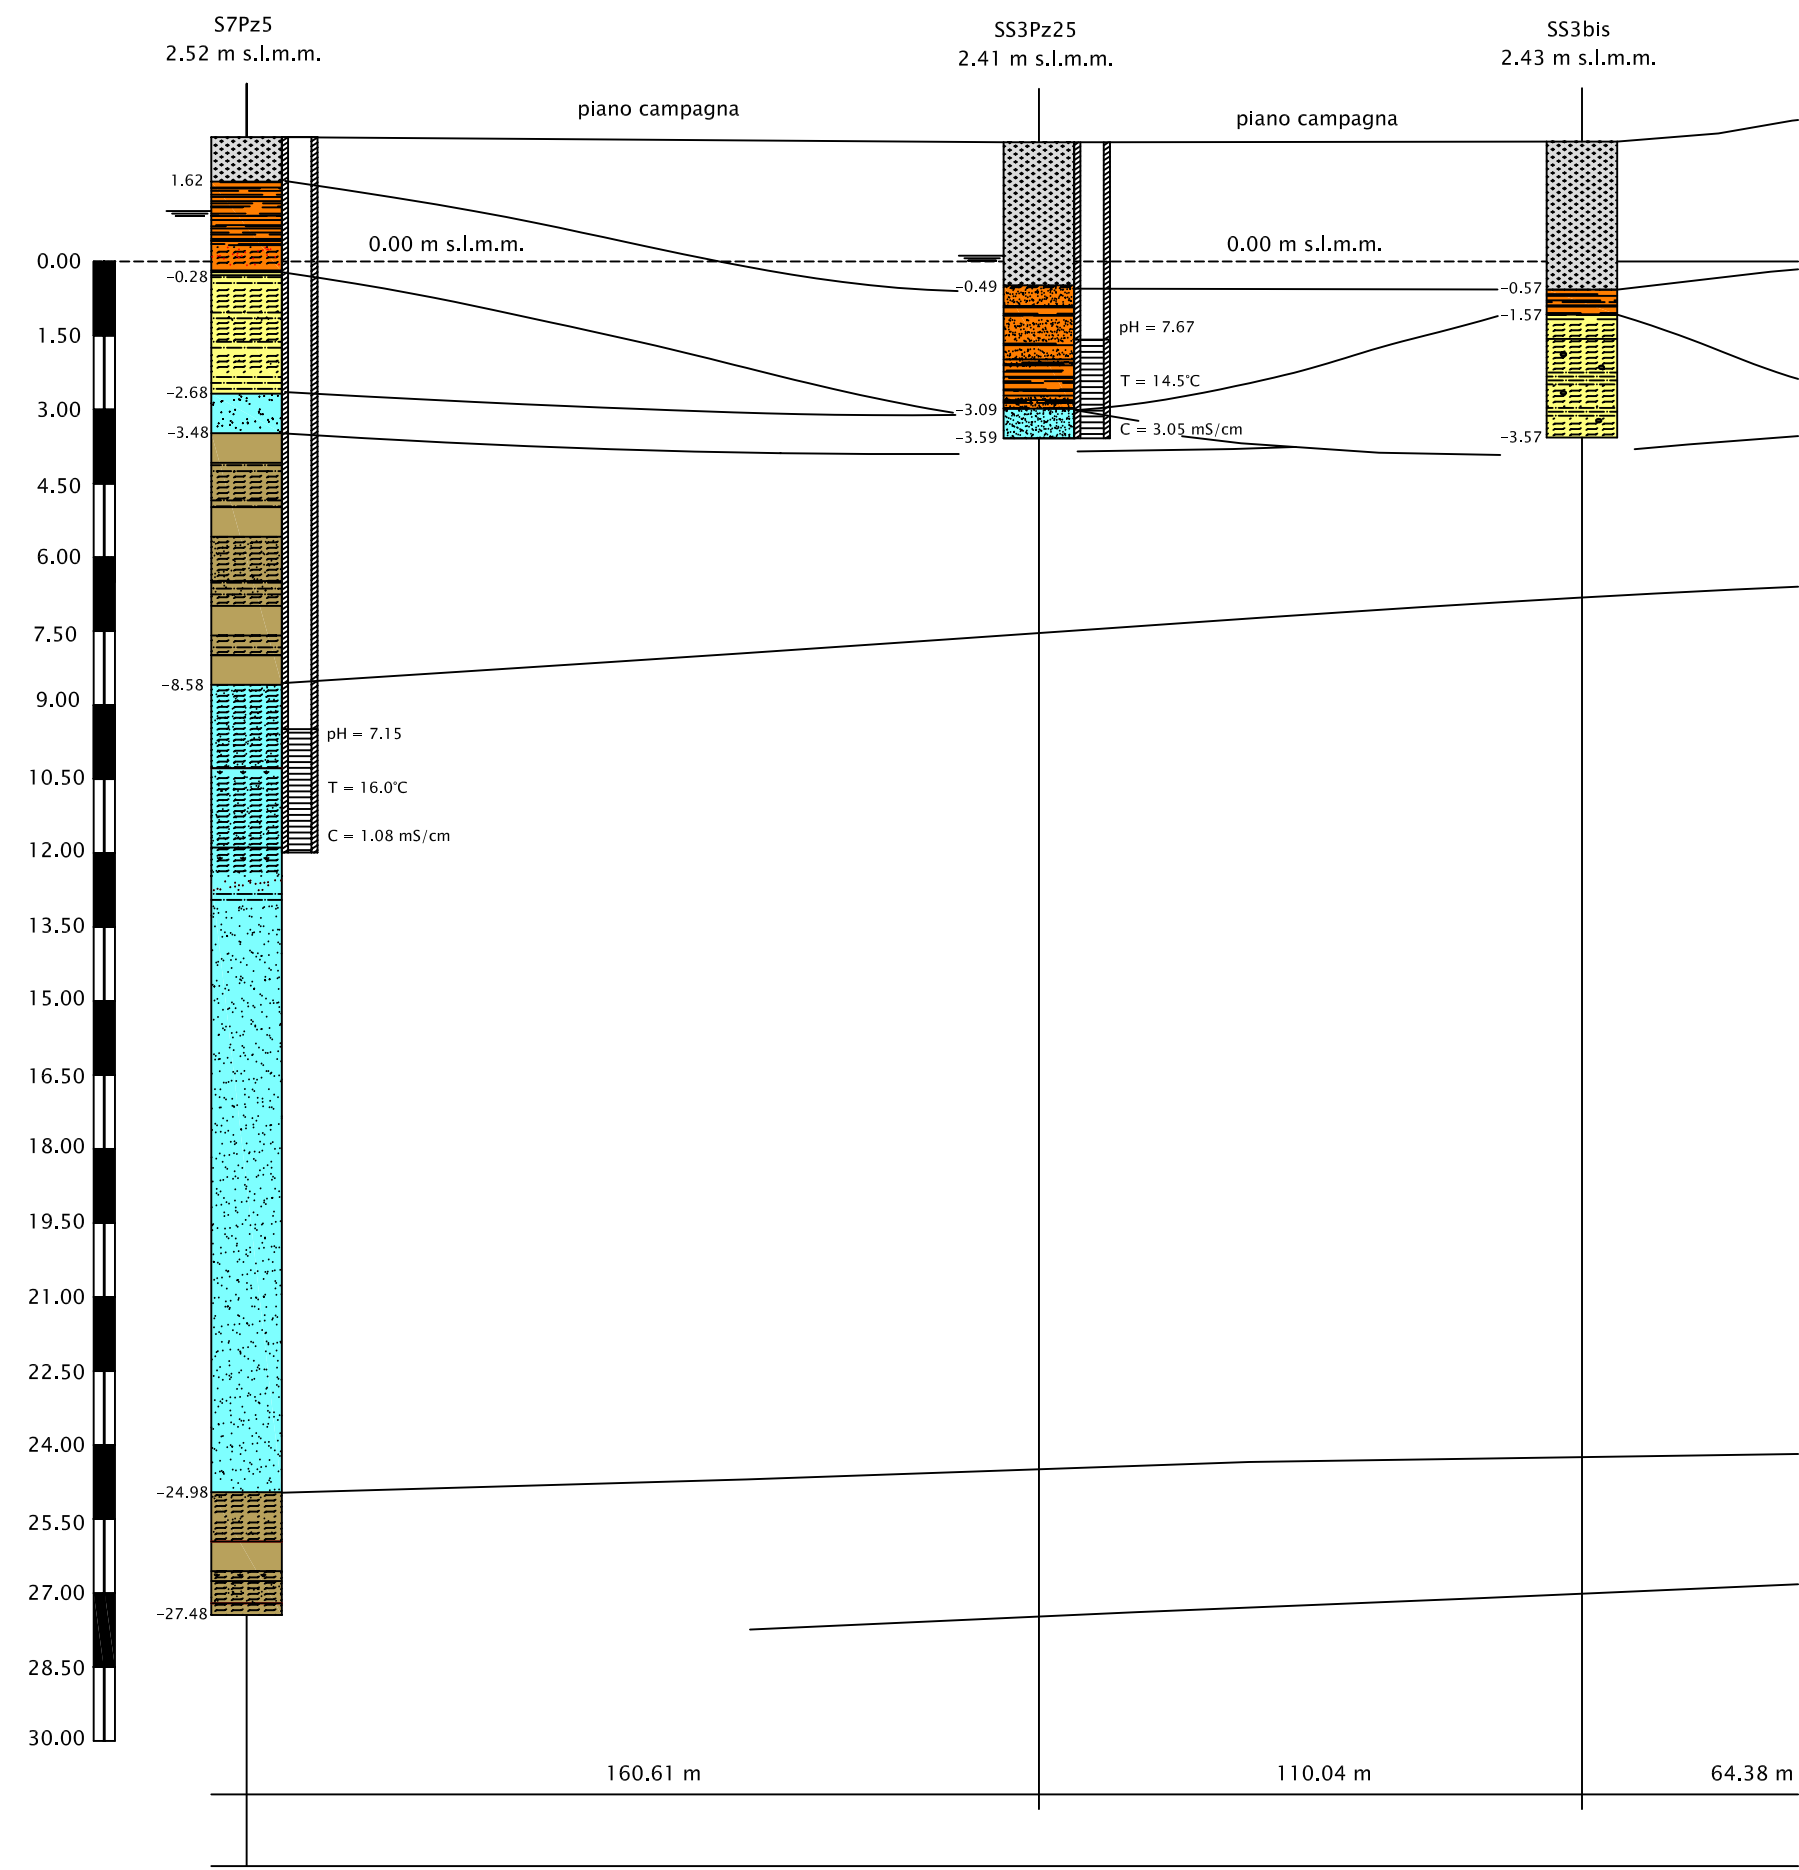 S7Pz5
2.52 m s.l.m.m.
SS3Pz25
2.41 m s.l.m.m.
SS3bis
2.43 m s.l.m.m.
piano campagna
piano campagna
1.62
0.00 m s.l.m.m.
0.00 m s.l.m.m.
0.00
-0.28
-0.49
-0.57
-1.57
pH = 7.67
1.50
T = 14.5°C
-2.68
3.00
-3.09
C = 3.05 mS/cm
-3.48
-3.59
-3.57
4.50
6.00
7.50
-8.58
9.00
pH = 7.15
10.50
T = 16.0°C
C = 1.08 mS/cm
12.00
13.50
15.00
16.50
18.00
19.50
21.00
22.50
24.00
-24.98
25.50
27.00
-27.48
28.50
30.00
160.61 m
110.04 m
64.38 m